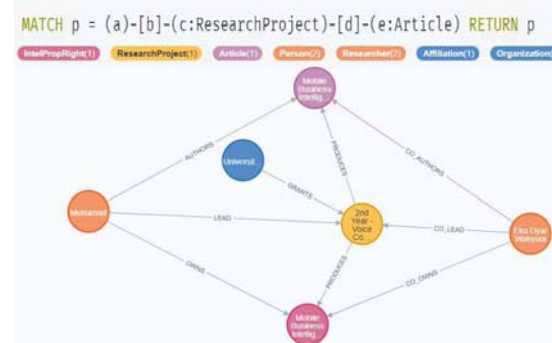 MATCH p = (a)-[b]-(c:ResearchProject)-[d]-(e:Article) RETURN p
IntelPropRight(1) ResearchProject(1) Article(1) Person(2) Researcher(2) Affiliation(1) Organization(
Mobile
Business
Intellig...
AUTHORS
PRODUCES
CO_AUTHORS
Universit...
GRANTS
Mohamad
LEAD
2nd
Year -
Voice
Co...
CO_LEAD
Eka Dyar
OWNS
PRODUCES
CO_OWNS
Mobile
Business
Intellig...